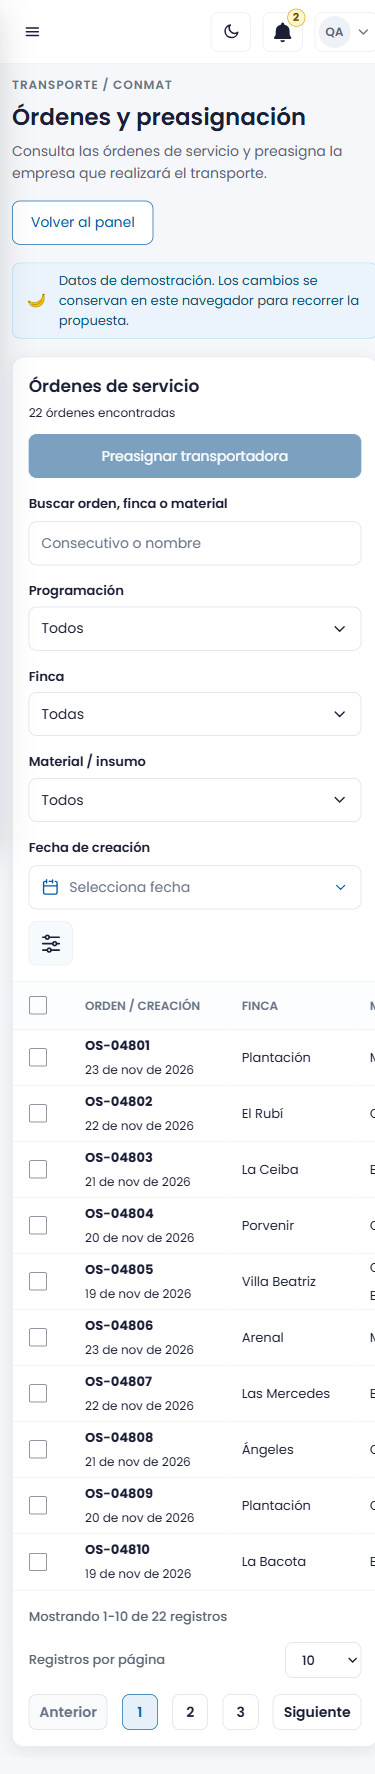 2
QA
TRANSPORTE / CONMAT
Órdenes y preasignación
Consulta las órdenes de servicio y preasigna la
empresa que realizará el transporte.
Volver al panel
Datos de demostración. Los cambios se
conservan en este navegador para recorrer la
propuesta.
Órdenes de servicio
22 órdenes encontradas
Preasignar transportadora
Buscar orden, finca o material
Consecutivo o nombre
Programación
Todos
Finca
Todas
Material / insumo
Todos
Fecha de creación
Selecciona fecha
ORDEN / CREACIÓN FINCA
OS-04801
23 de nov de 2026 Plantación
OS-04802
22 de nov de 2026 El Rubí
OS-04803
21 de nov de 2026 La Ceiba
OS-04804
20 de nov de 2026 Porvenir
OS-04805
19 de nov de 2026 Villa Beatriz
OS-04806
23 de nov de 2026 Arenal
OS-04807
22 de nov de 2026 Las Mercedes
OS-04808
21 de nov de 2026 Ángeles
OS-04809
20 de nov de 2026 Plantación
OS-04810
19 de nov de 2026 La Bacota
Mostrando 1-10 de 22 registros
Registros por página 10
Anterior 1 2 3 Siguiente